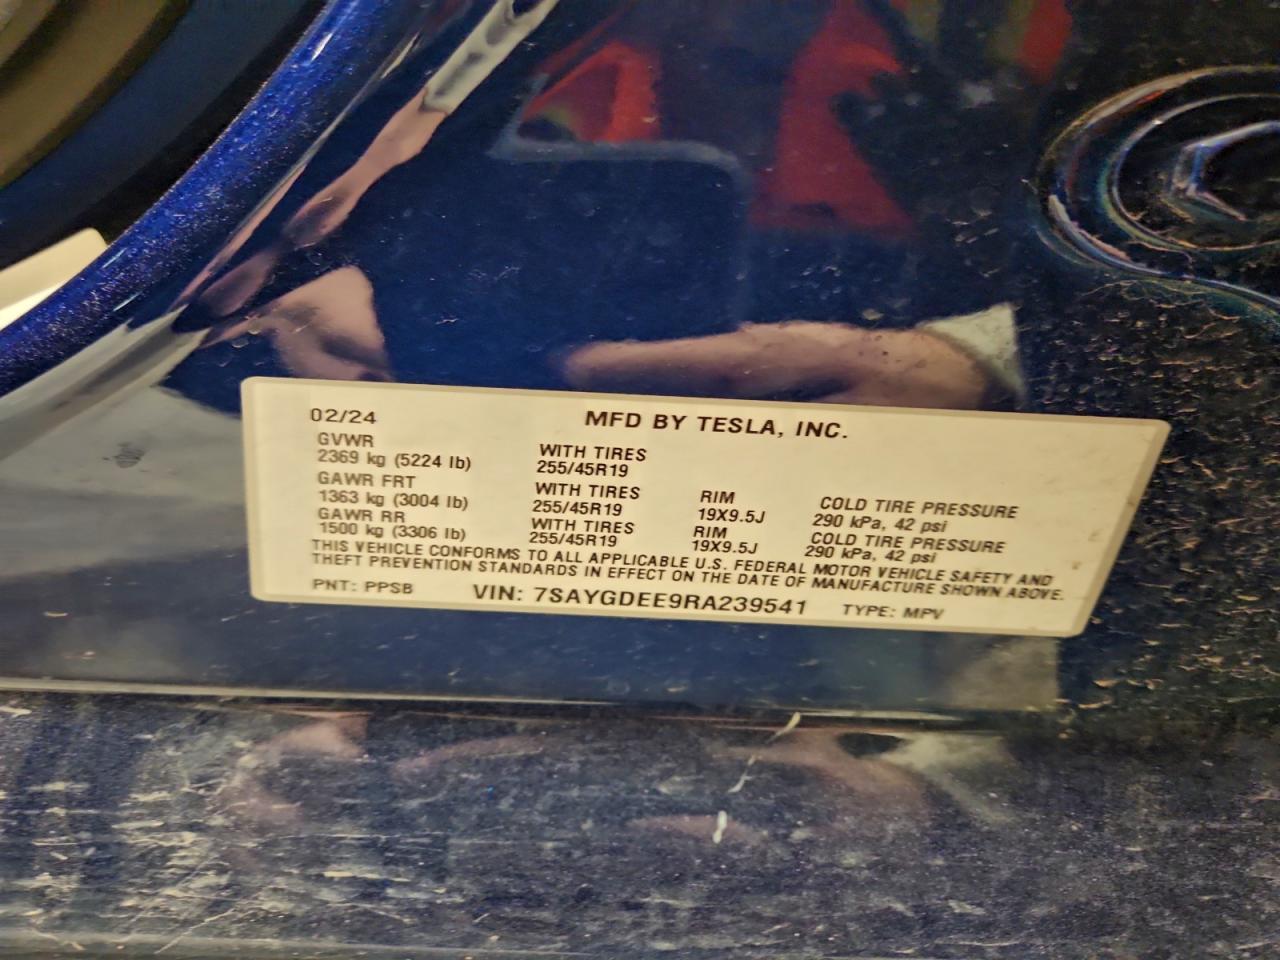 02/24 MFD BY TESLA, INC.
GVWR WITH TIRES
2369 kg (5224 lb) 255/45R19
GAWR FRT WITH TIRES RIM COLD TIRE PRESSURE
1363 kg (3004 lb) 255/45R19 19X9.5J 290 kPa, 42 psi
GAWR RR WITH TIRES RIM COLD TIRE PRESSURE
1500 kg (3306 lb) 255/45R19 19X9.5J 290 kPa, 42 psi
THIS VEHICLE CONFORMS TO ALL APPLICABLE U.S. FEDERAL MOTOR VEHICLE SAFETY AND
THEFT PREVENTION STANDARDS IN EFFECT ON THE DATE OF MANUFACTURE SHOWN ABOVE.
PNT: PPSB VIN: 7SAYGDEE9RA239541 TYPE: MPV